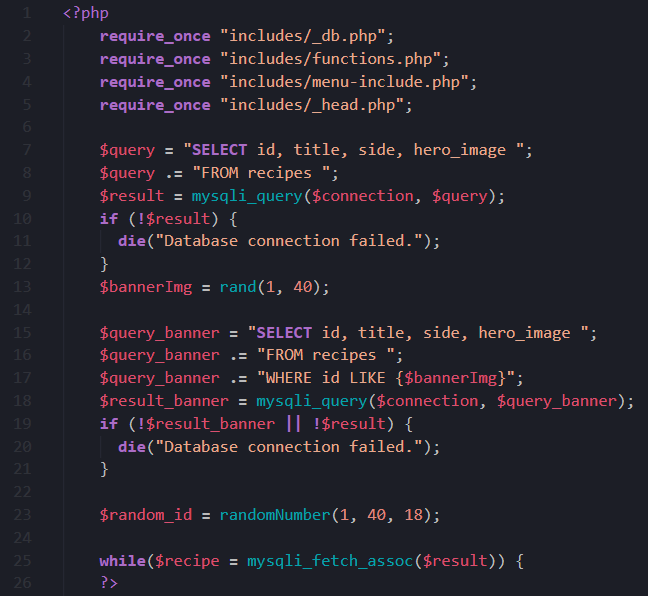 1 <?php
2 require_once "includes/_db.php";
3 require_once "includes/functions.php";
4 require_once "includes/menu-include.php";
5 require_once "includes/_head.php";
6
7 $query = "SELECT id, title, side, hero_image ";
8 $query .= "FROM recipes ";
9 $result = mysqli_query($connection, $query);
10 if (!$result) {
11 die("Database connection failed.");
12 }
13 $bannerImg = rand(1, 40);
14
15 $query_banner = "SELECT id, title, side, hero_image ";
16 $query_banner .= "FROM recipes ";
17 $query_banner .= "WHERE id LIKE {$bannerImg}";
18 $result_banner = mysqli_query($connection, $query_banner);
19 if (!$result_banner || !$result) {
20 die("Database connection failed.");
21 }
22
23 $random_id = randomNumber(1, 40, 18);
24
25 while($recipe = mysqli_fetch_assoc($result)) {
26 ?>